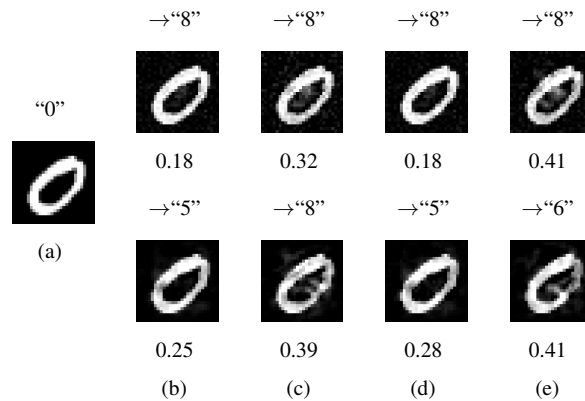 →“8” →“8” →“8” →“8”
“0”
0.18 0.32 0.18 0.41
→“5” →“8” →“5” →“6”
(a)
0.25 0.39 0.28 0.41
(b) (c) (d) (e)